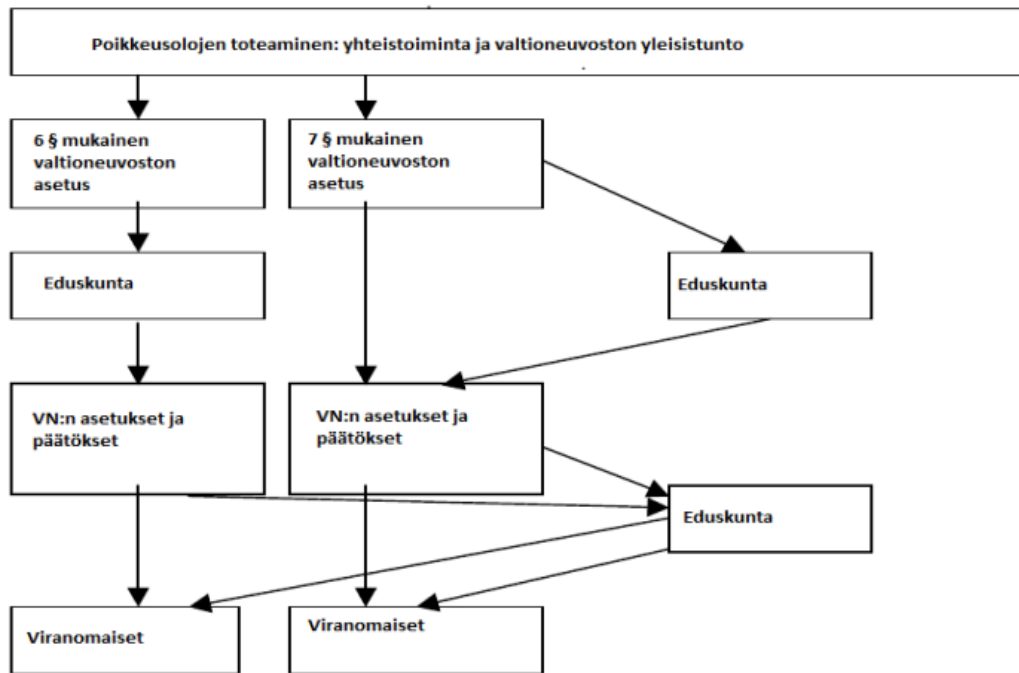 Poikkeusolojen toteaminen: yhteistoiminta ja valtioneuvoston yleisistunto
6 § mukainen
valtioneuvoston
asetus
7 § mukainen
valtioneuvoston
asetus
Eduskunta
Eduskunta
VN:n asetukset ja
päätökset
VN:n asetukset ja
päätökset
Eduskunta
Viranomaiset
Viranomaiset